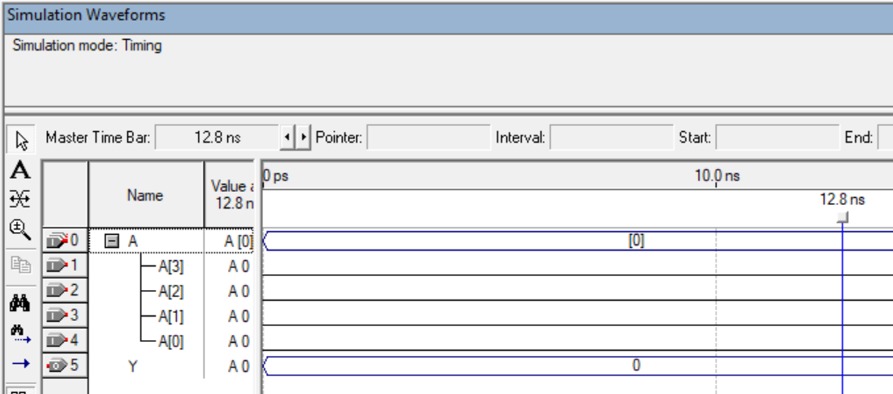 Simulation Waveforms
Simulation mode: Timing
Master Time Bar: 12.8 ns Pointer: Interval: Start: End:
A
Name Value a 0 ps 10.0 ns
12.8 n 12.8 ns
0 A A [0] [0]
1 A[3] A 0
2 A[2] A 0
3 A[1] A 0
4 A[0] A 0
5 Y A 0 0